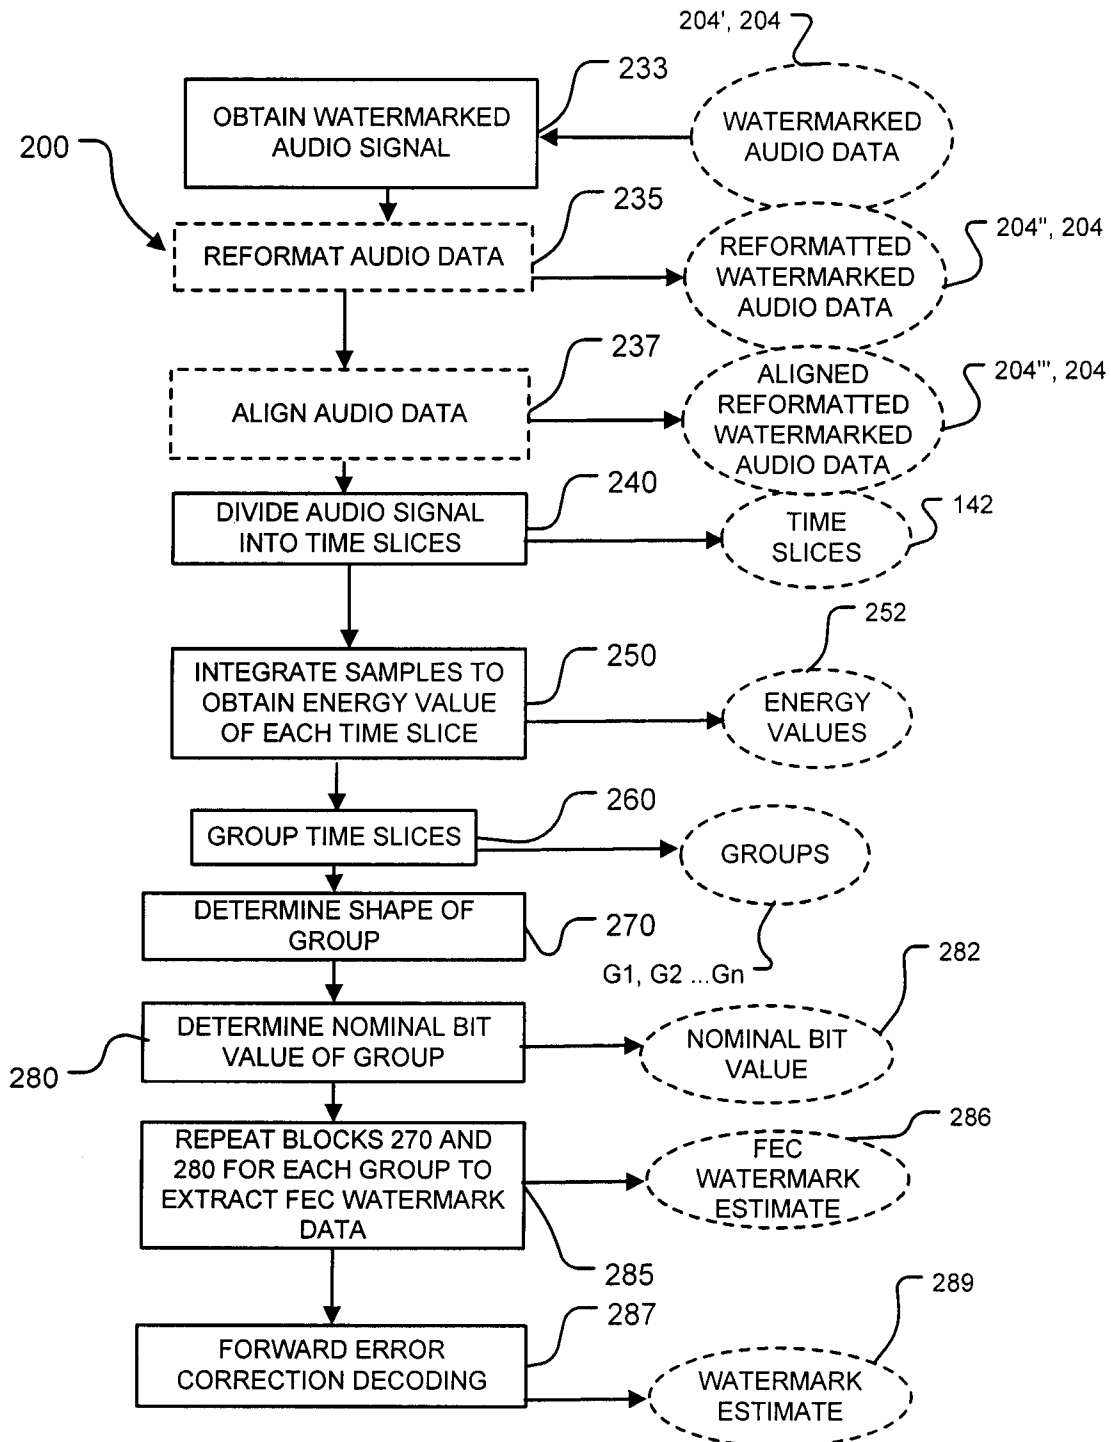 204', 204
233
OBTAIN WATERMARKED
AUDIO SIGNAL
WATERMARKED
AUDIO DATA
200
235
REFORMAT AUDIO DATA
REFORMATTED
WATERMARKED
AUDIO DATA
204", 204
237
ALIGN AUDIO DATA
ALIGNED
REFORMATTED
WATERMARKED
AUDIO DATA
204''', 204
240
DIVIDE AUDIO SIGNAL
INTO TIME SLICES
TIME
SLICES
142
252
250
INTEGRATE SAMPLES TO
OBTAIN ENERGY VALUE
OF EACH TIME SLICE
ENERGY
VALUES
260
GROUP TIME SLICES
GROUPS
DETERMINE SHAPE OF
GROUP
270
G1, G2 ...Gn
282
DETERMINE NOMINAL BIT
VALUE OF GROUP
NOMINAL BIT
VALUE
280
286
REPEAT BLOCKS 270 AND
280 FOR EACH GROUP TO
EXTRACT FEC WATERMARK
DATA
FEC
WATERMARK
ESTIMATE
285
289
287
FORWARD ERROR
CORRECTION DECODING
WATERMARK
ESTIMATE